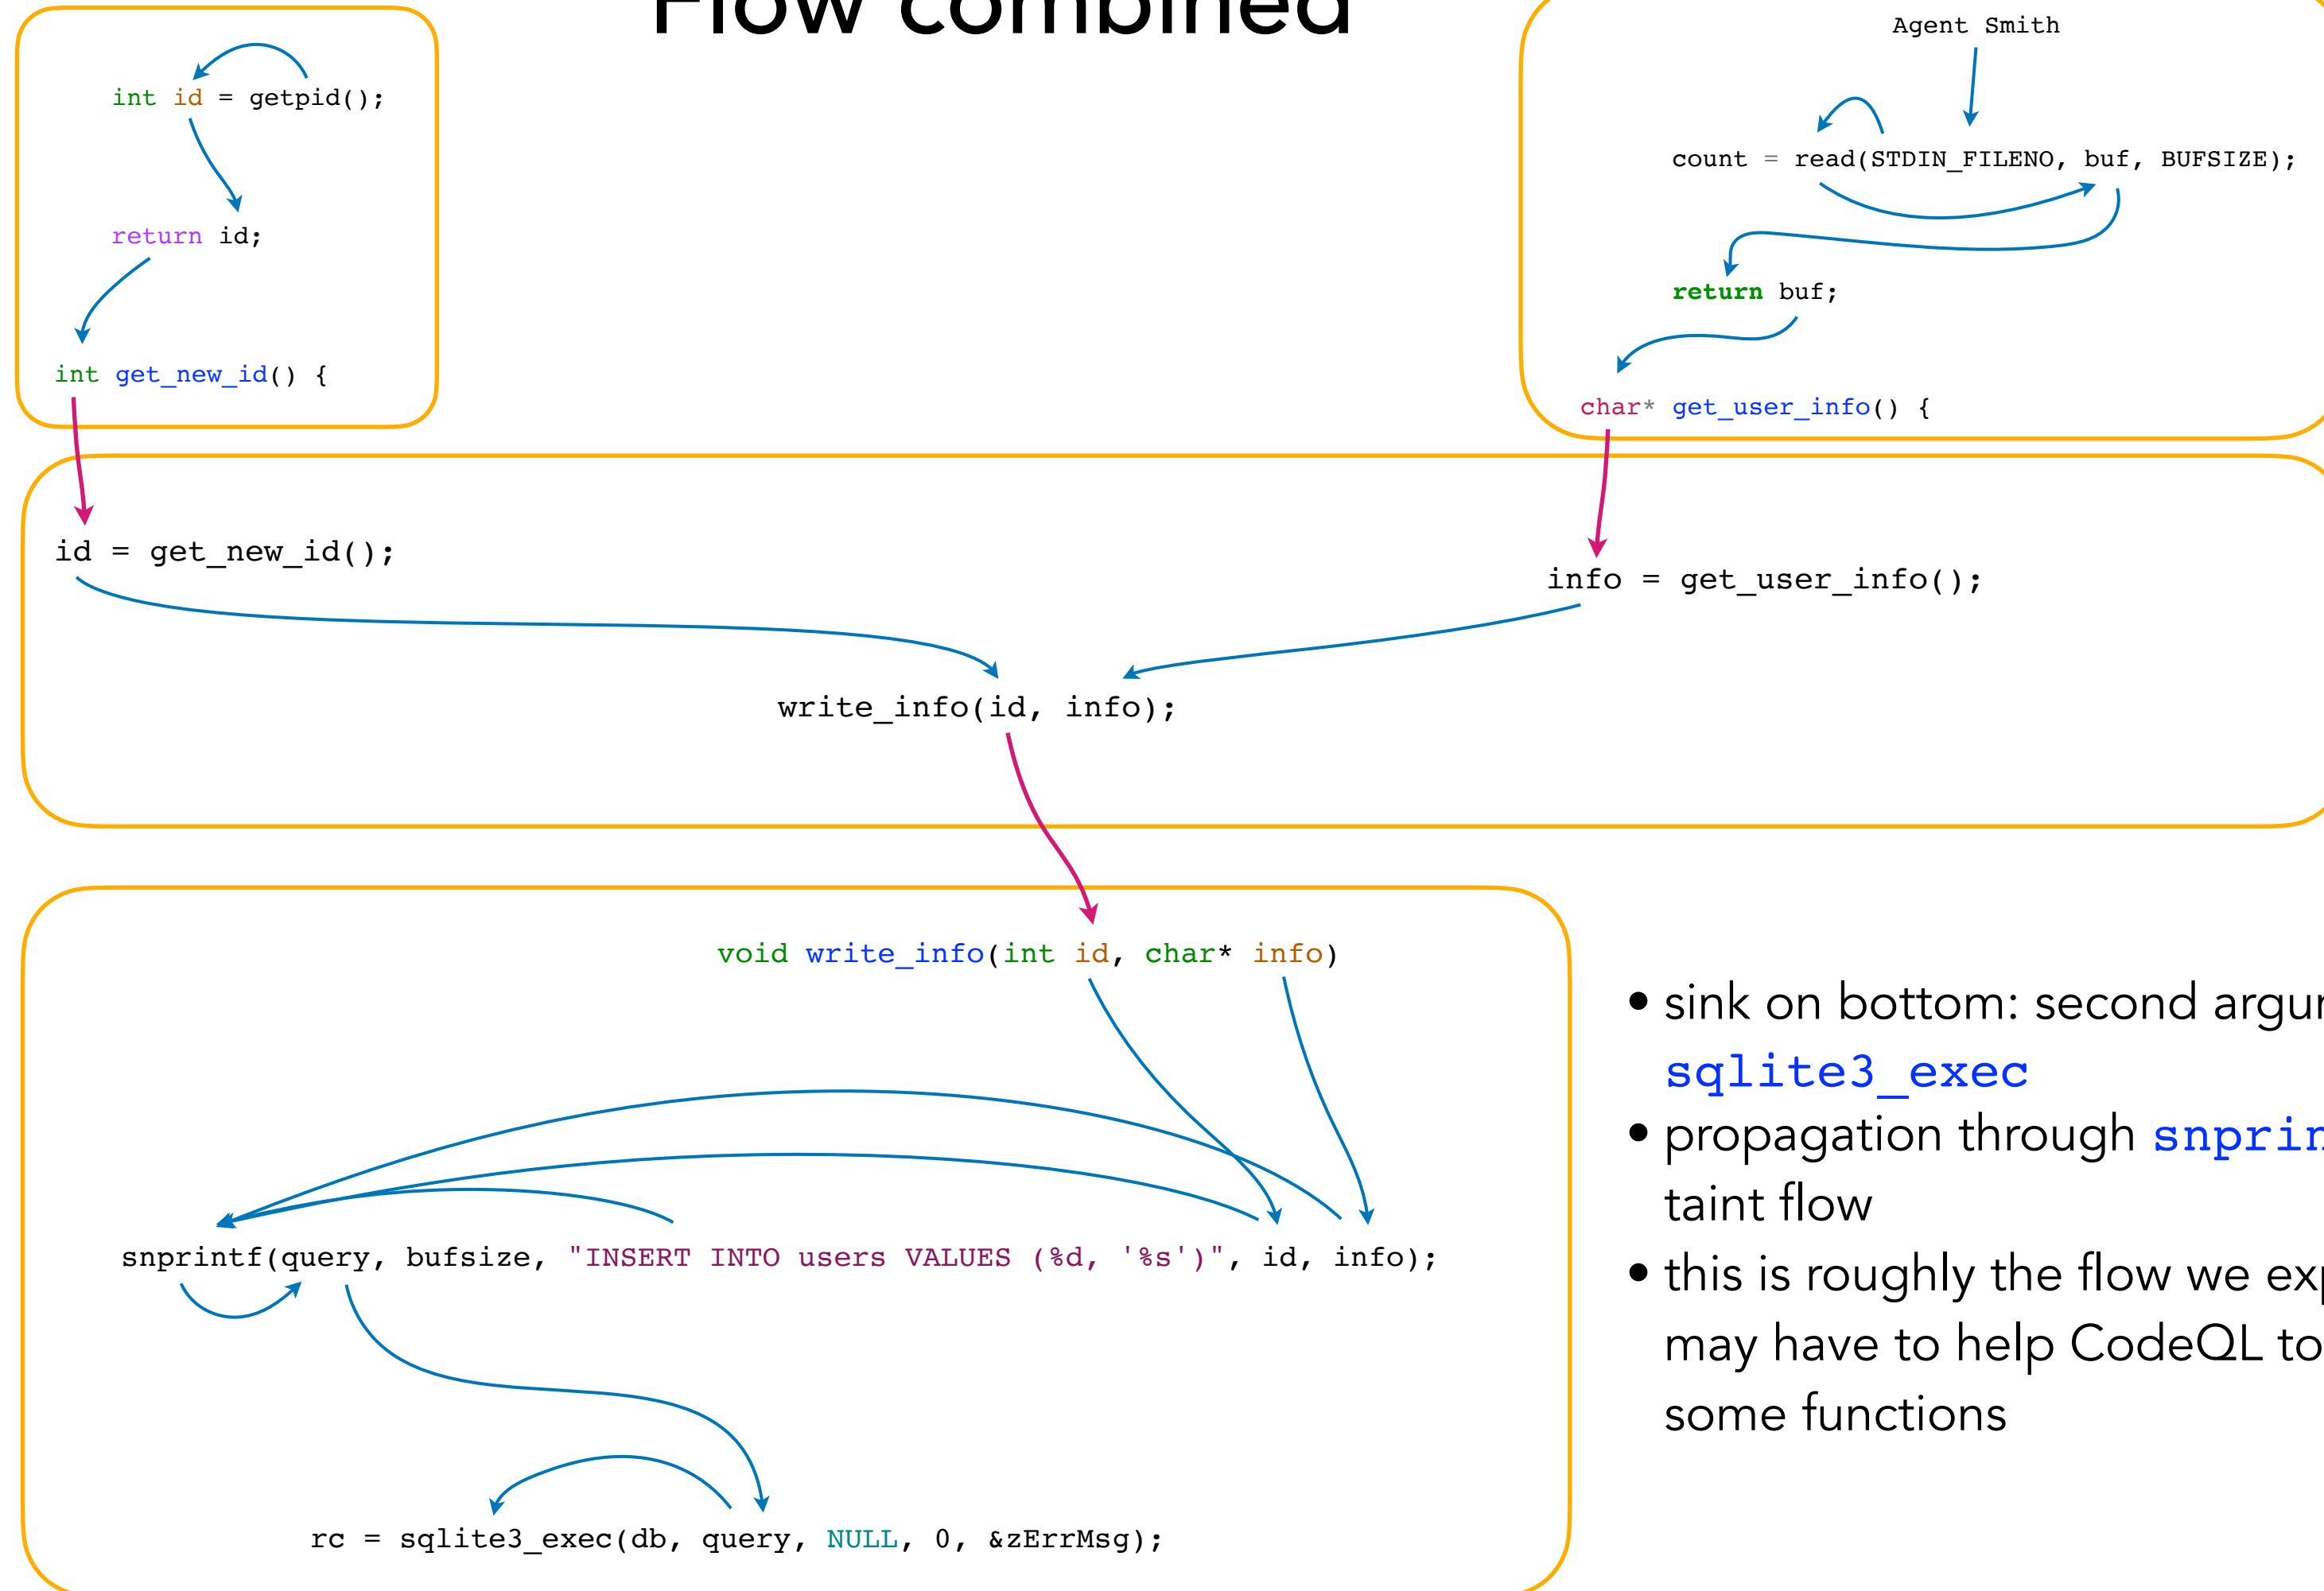 Flow combined
int id = getpid();
return id;
int get_new_id() {
Agent Smith
count = read(STDIN_FILENO, buf, BUFSIZE);
return buf;
char* get_user_info() {
id = get_new_id();
info = get_user_info();
write_info(id, info);
void write_info(int id, char* info)
snprintf(query, bufsize, "INSERT INTO users VALUES (%d, '%s')", id, info);
rc = sqlite3_exec(db, query, NULL, 0, &zErrMsg);
• sink on bottom: second
sqlite3_exec
• propagation through
taint flow
• this is roughly the flow we
may have to help CodeQL to
some functions